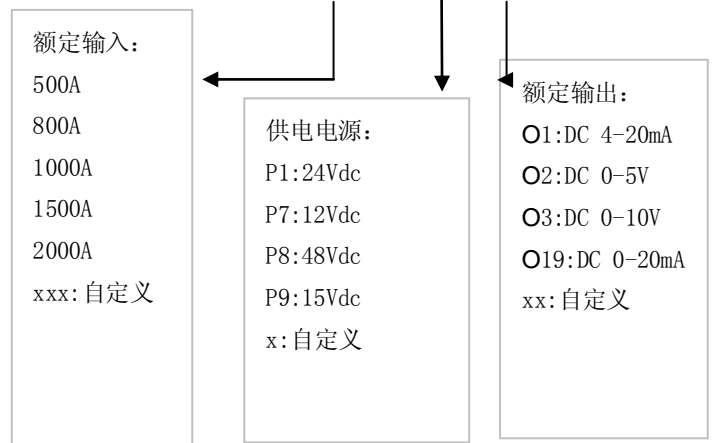 额定输入：
500A
800A
1000A
1500A
2000A
xxx:自定义
供电电源：
P1:24Vdc
P7:12Vdc
P8:48Vdc
P9:15Vdc
x:自定义
额定输出：
O1:DC 4-20mA
O2:DC 0-5V
O3:DC 0-10V
O19:DC 0-20mA
xx:自定义